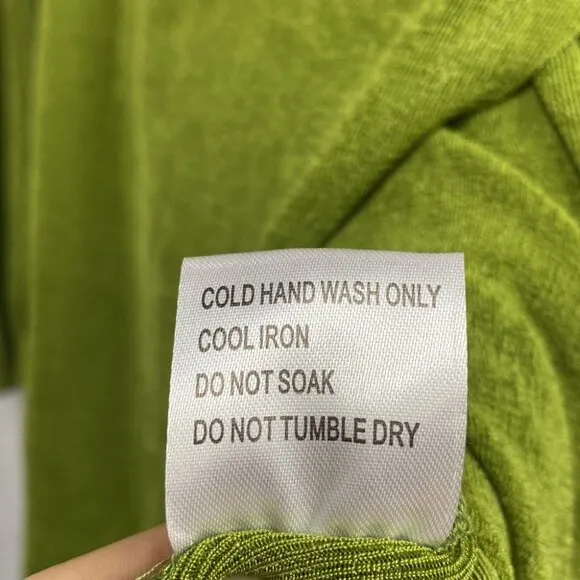 COLD HAND WASH ONLY
COOL IRON
DO NOT SOAK
DO NOT TUMBLE DRY